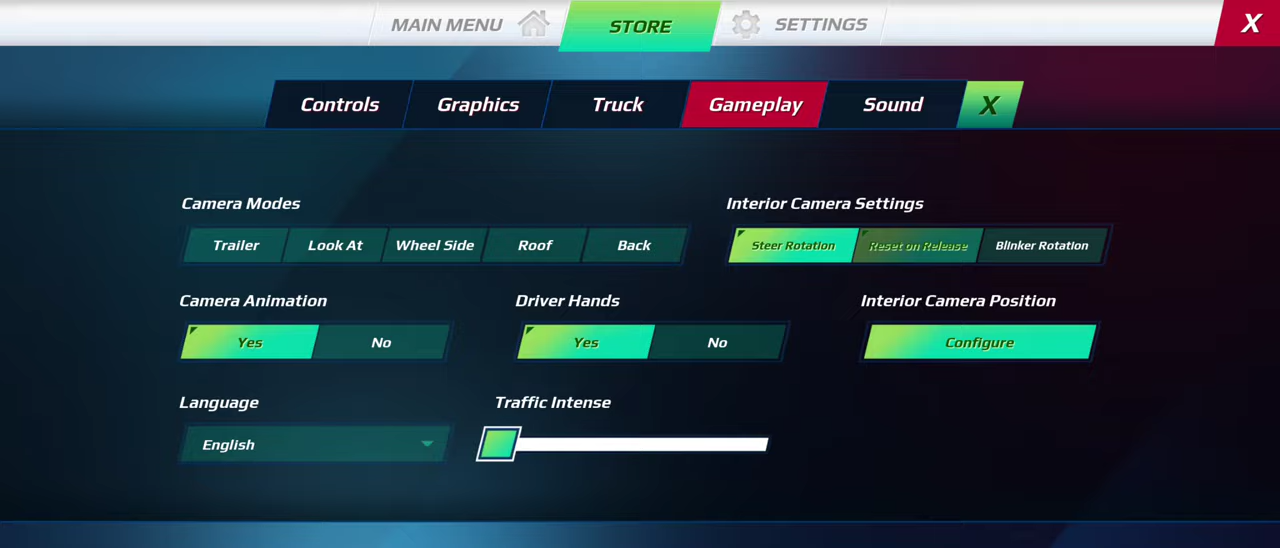 MAIN MENU
STORE
SETTINGS
X
Controls
Graphics
Truck
Gameplay
Sound
X
Camera Modes
Interior Camera Settings
Trailer
Look At
Wheel Side
Roof
Back
Steer Rotation
Reset on Release
Blinker Rotation
Camera Animation
Driver Hands
Interior Camera Position
Yes
No
Yes
No
Configure
Language
Traffic Intense
English